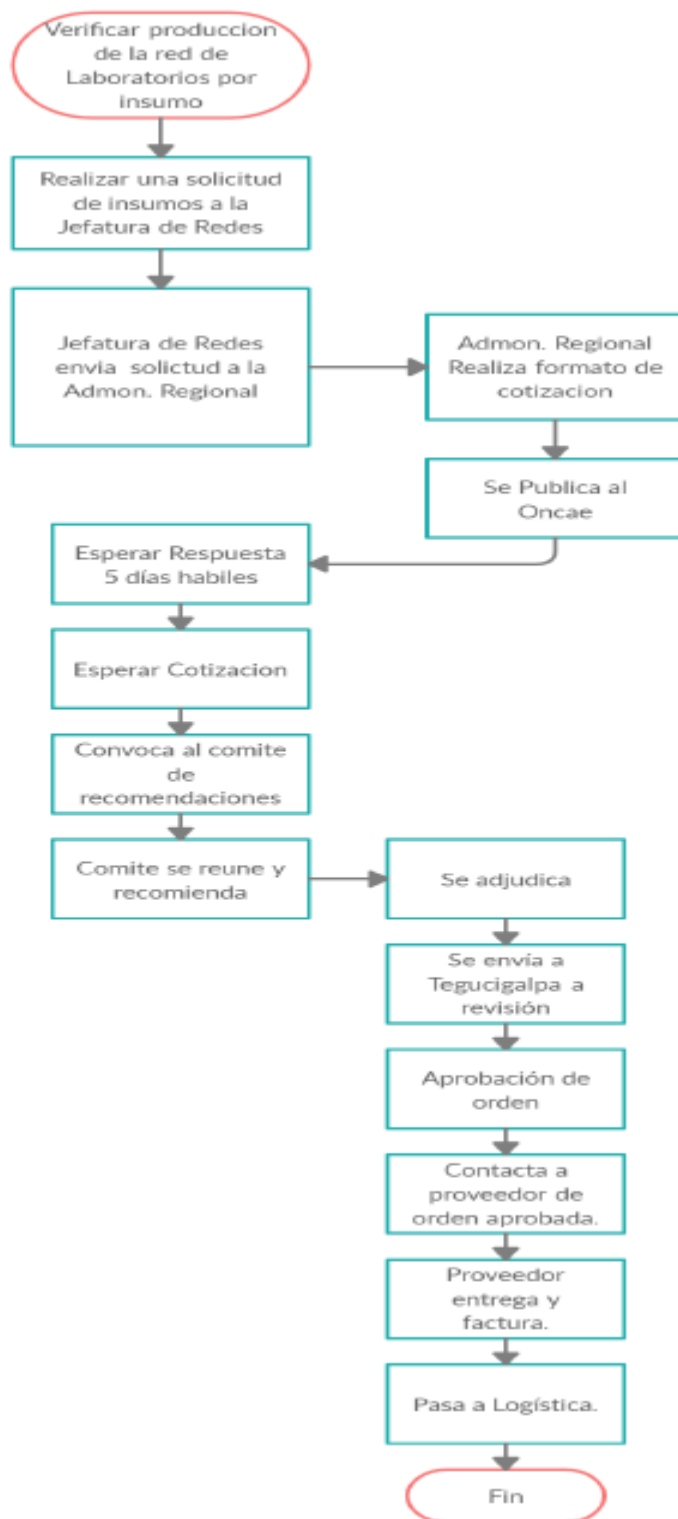 Verificar produccion
de la red de
Laboratorios por
insumo
Realizar una solicitud
de insumos a la
Jefatura de Redes
Jefatura de Redes
envia solictud a la
Admon. Regional
Admon. Regional
Realiza formato de
cotizacion
Se Publica al
Oncae
Esperar Respuesta
5 días habiles
Esperar Cotizacion
Convoca al comite
de
recomendaciones
Comite se reune y
recomienda
Se adjudica
Se envía a
Tegucigalpa a
revisión
Aprobación de
orden
Contacta a
proveedor de
orden aprobada.
Proveedor
entrega y
factura.
Pasa a Logística.
Fin